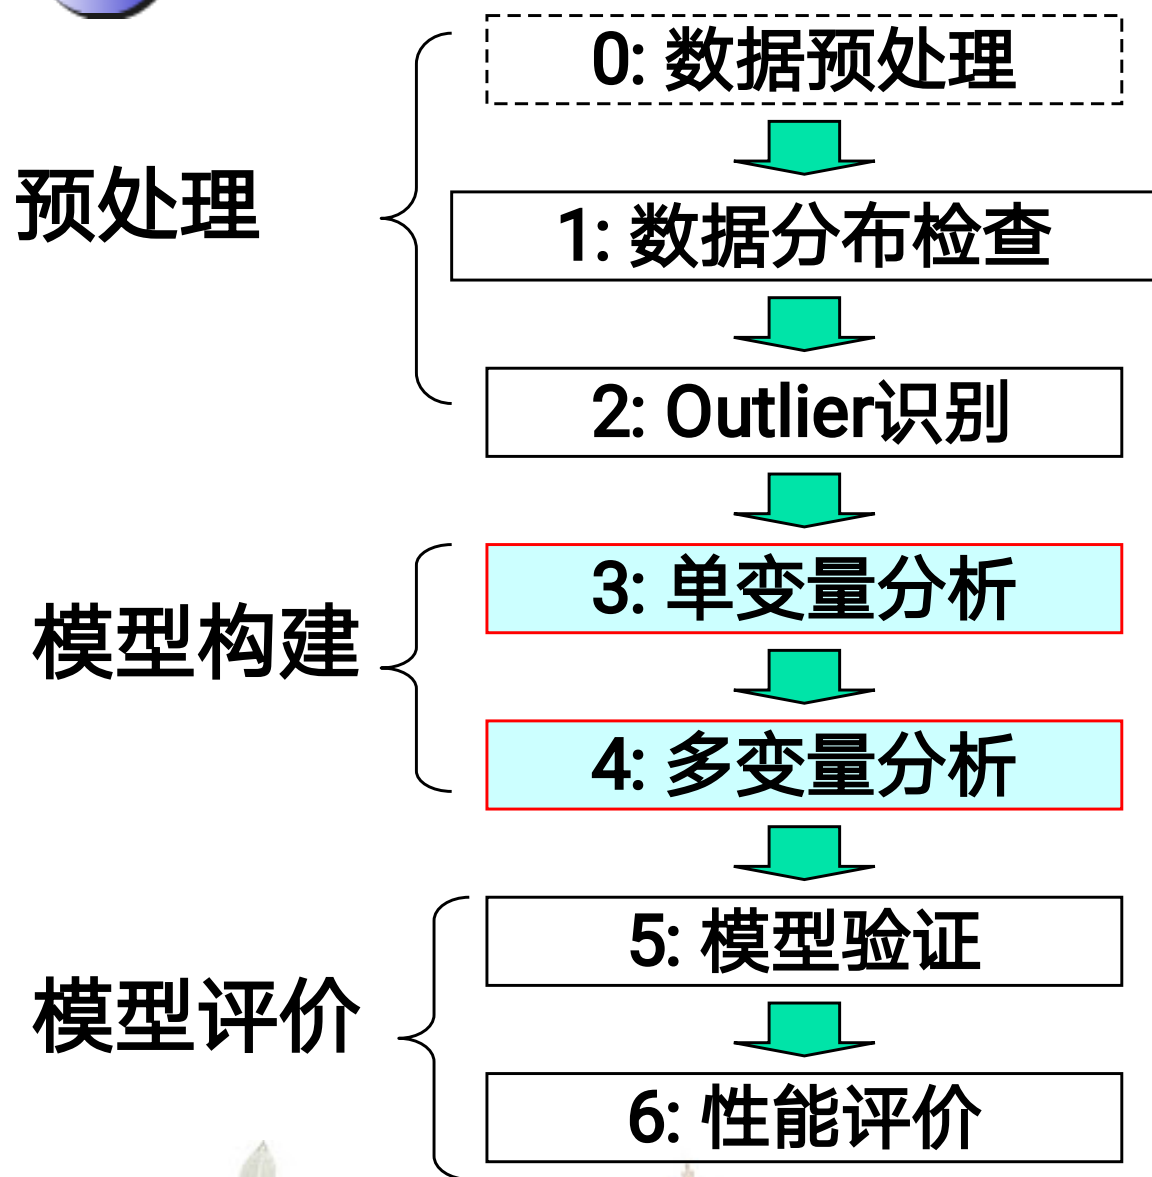 0: 数据预处理
预处理
1: 数据分布检查
2: Outlier识别
3: 单变量分析
模型构建
4: 多变量分析
5: 模型验证
模型评价
6: 性能评价